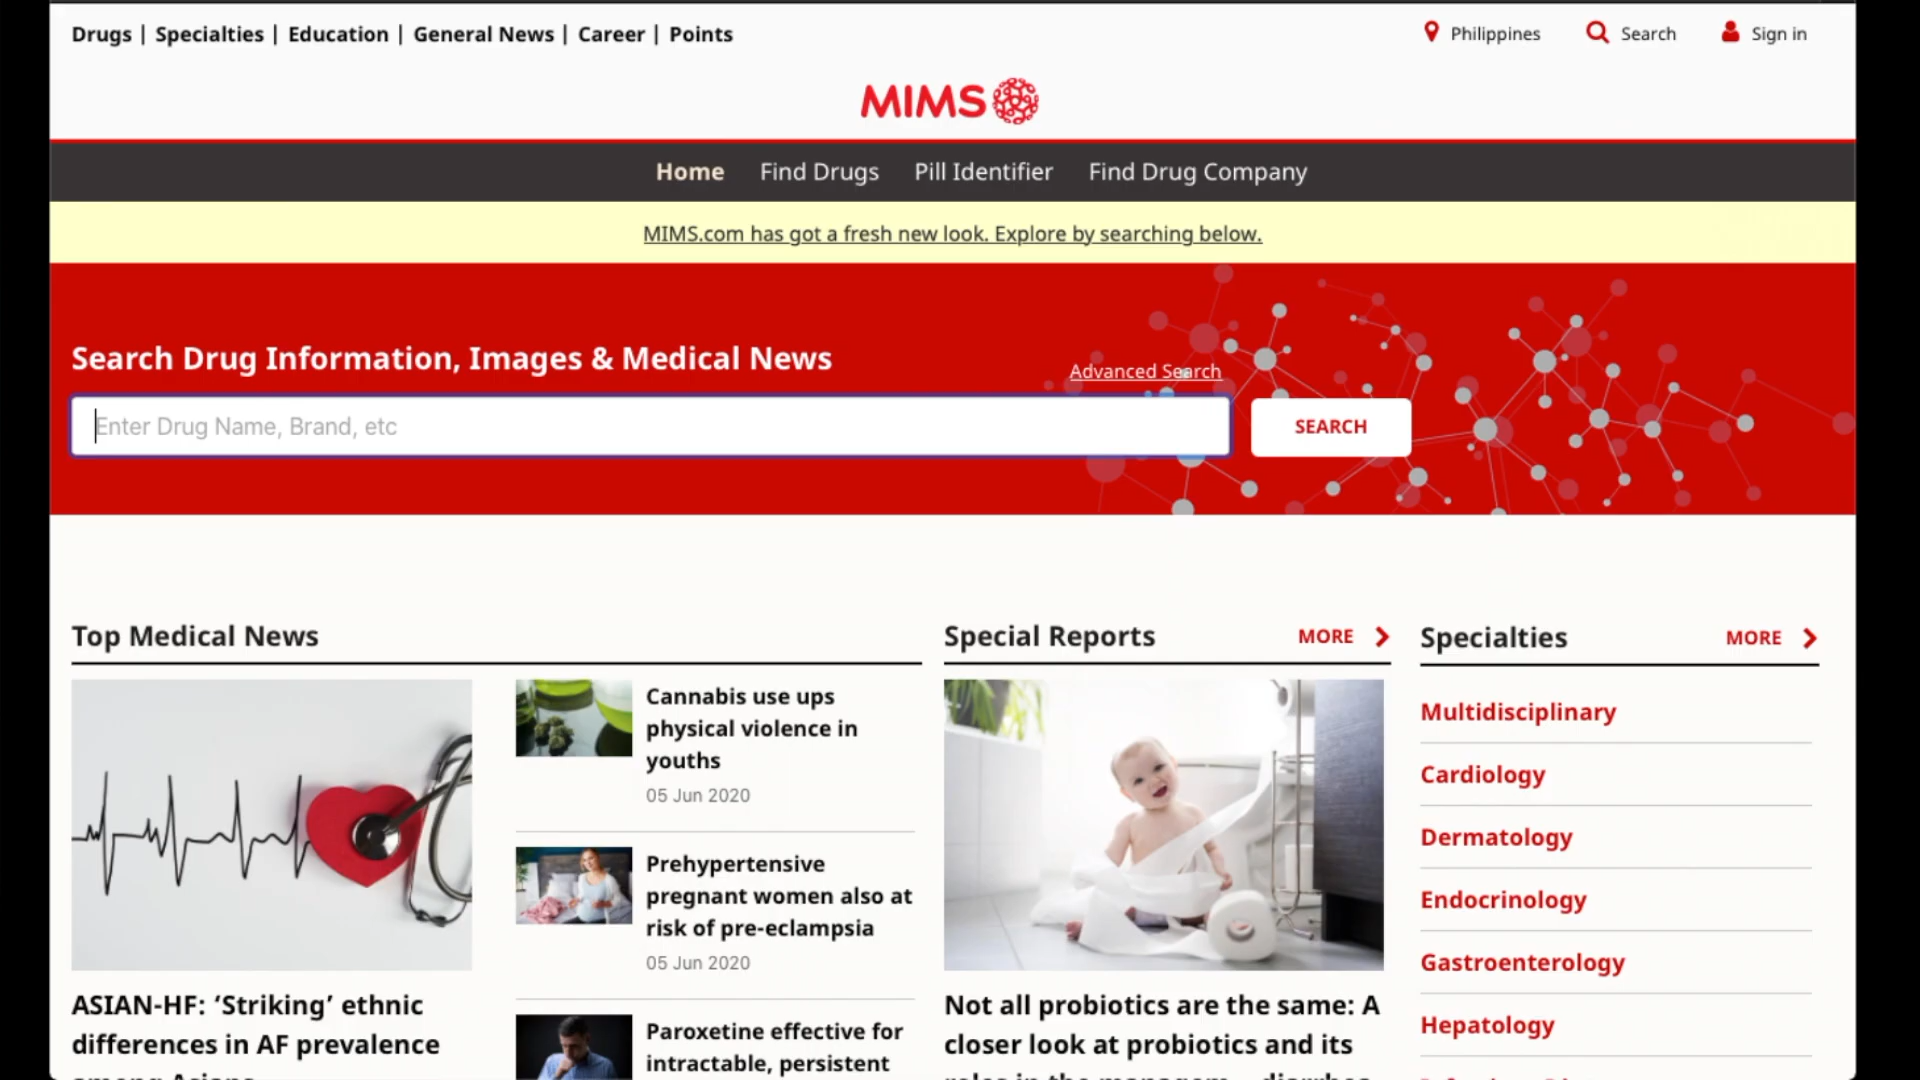 Drugs | Specialties | Education | General News | Career | Points
Philippines
Search
Sign in
MIMS
Home
Find Drugs
Pill Identifier
Find Drug Company
MIMS.com has got a fresh new look. Explore by searching below.
Search Drug Information, Images & Medical News
Advanced Search
Enter Drug Name, Brand, etc
SEARCH
Top Medical News
ASIAN-HF: ‘Striking’ ethnic
differences in AF prevalence
among Asians
Cannabis use ups
physical violence in
youths
05 Jun 2020
Prehypertensive
pregnant women also at
risk of pre-eclampsia
05 Jun 2020
Paroxetine effective for
intractable, persistent
Special Reports
MORE
Not all probiotics are the same: A
closer look at probiotics and its
roles in the
Specialties
MORE
Multidisciplinary
Cardiology
Dermatology
Endocrinology
Gastroenterology
Hepatology